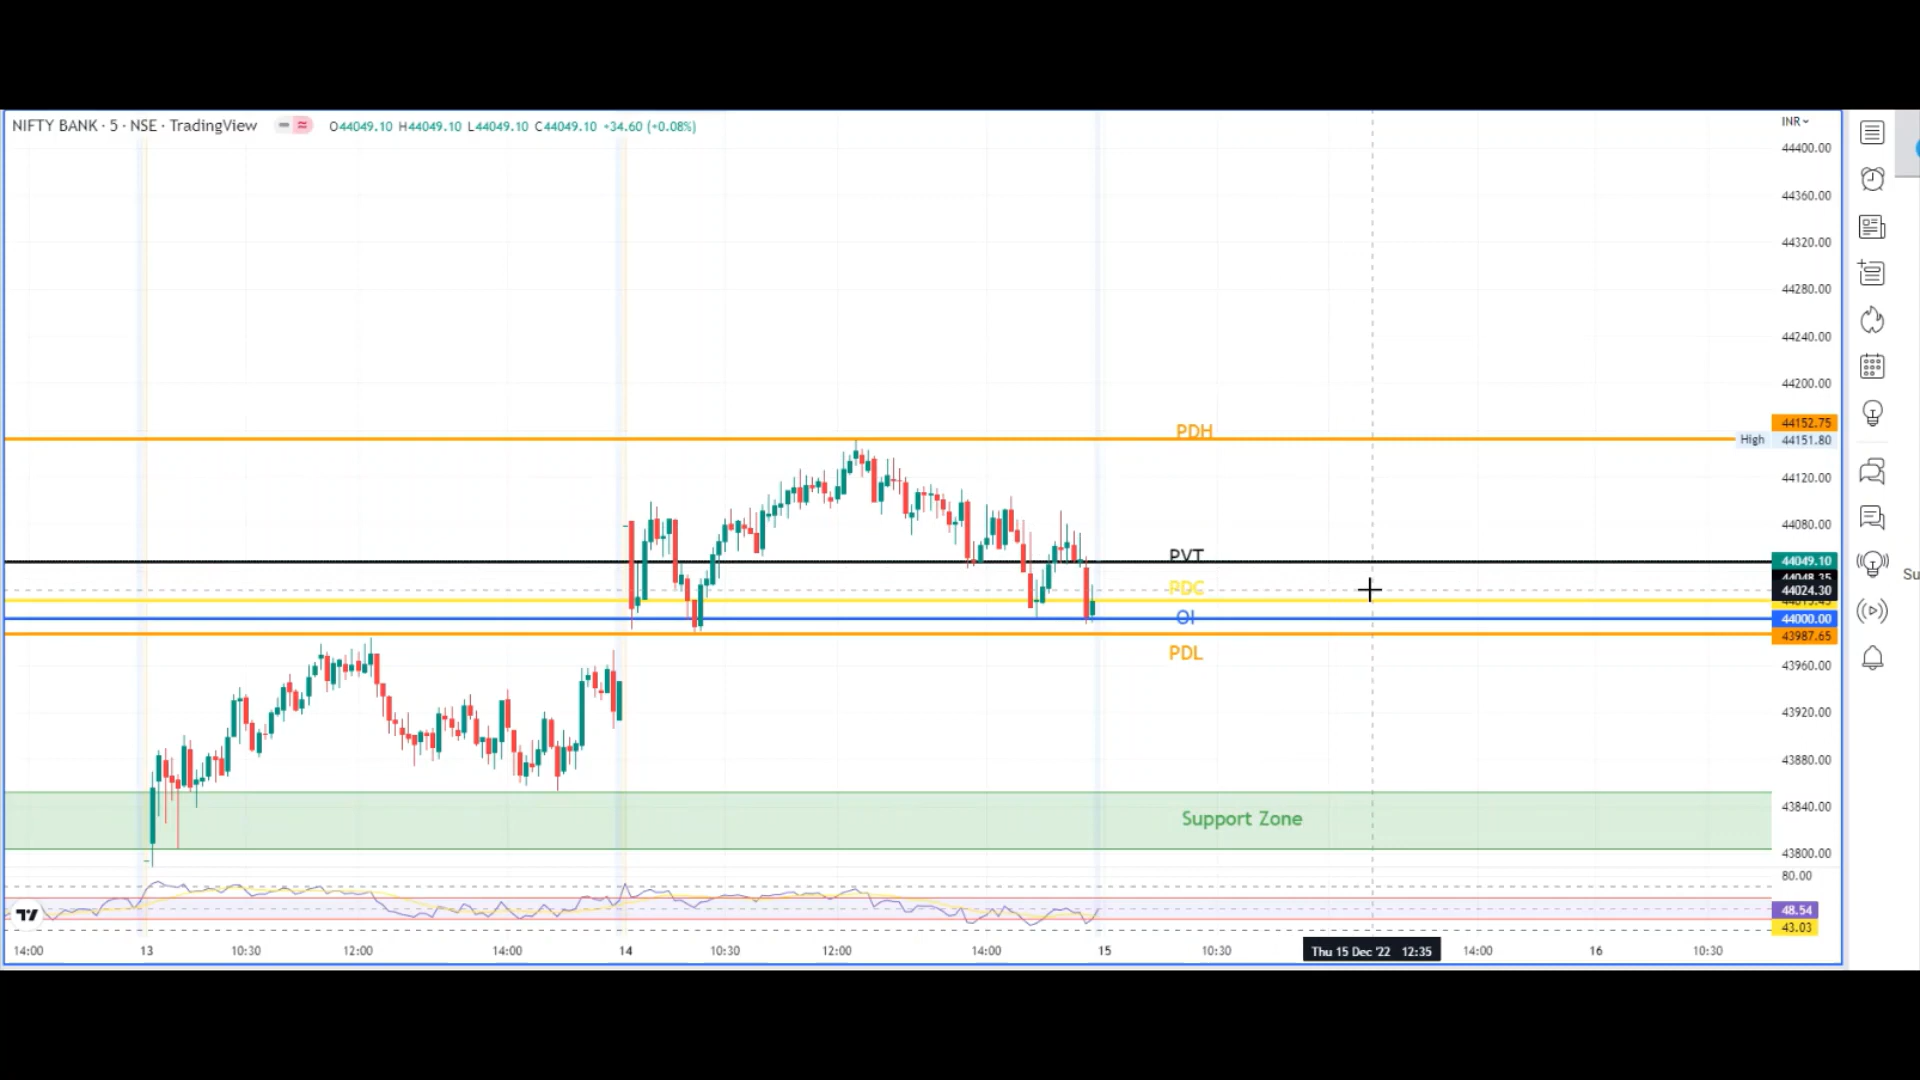 NIFTY BANK · 5 · NSE · TradingView
O44049.10 H44049.10 L44049.10 C44049.10 +34.60 (+0.08%)
INR
44400.00
44360.00
44320.00
44280.00
44240.00
44200.00
PDH
44152.75
High 44151.80
44120.00
44080.00
PVT
44049.10
44048.35
PDC
44024.30
OI
44000.00
43987.65
PDL
43960.00
43920.00
43880.00
43840.00
Support Zone
43800.00
80.00
48.54
43.03
14:00 13 10:30 12:00 14:00 14 10:30 12:00 14:00 15 10:30 Thu 15 Dec '22 12:35 14:00 16 10:30
Su